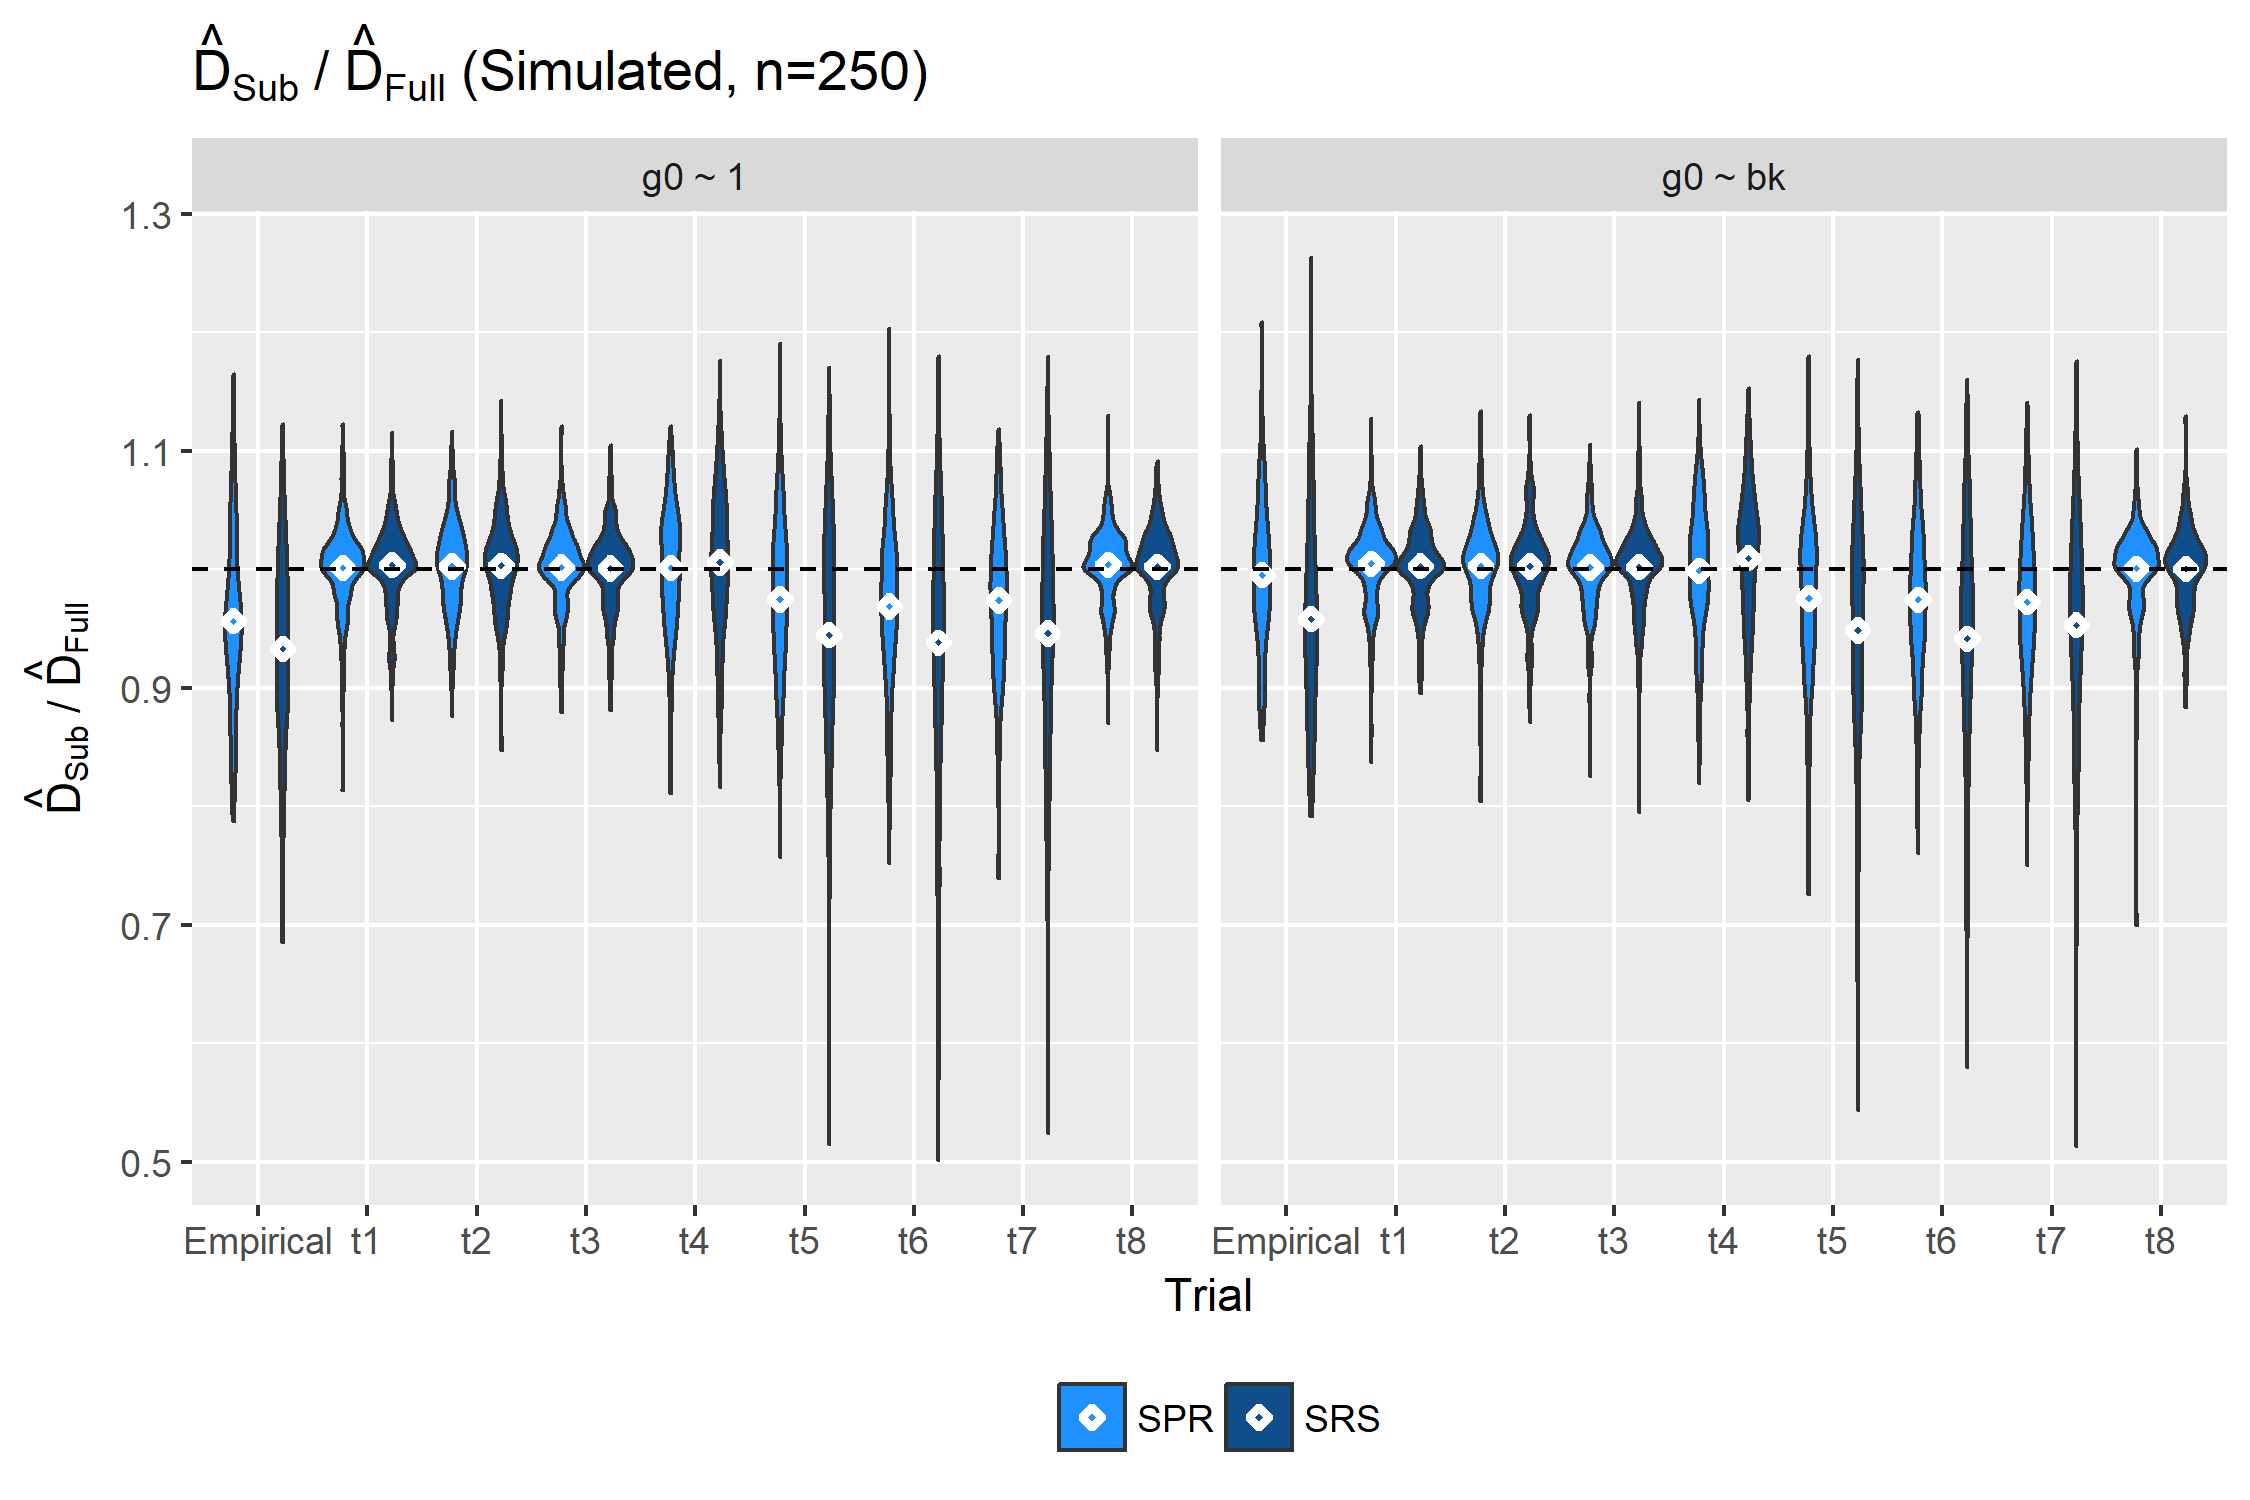 D̂Sub / D̂Full (Simulated, n=250)
g0 ~ 1
g0 ~ bk
D̂Sub / D̂Full
1.3
1.1
0.9
0.7
0.5
Empirical t1 t2 t3 t4 t5 t6 t7 t8
Empirical t1 t2 t3 t4 t5 t6 t7 t8
Trial
SPR SRS